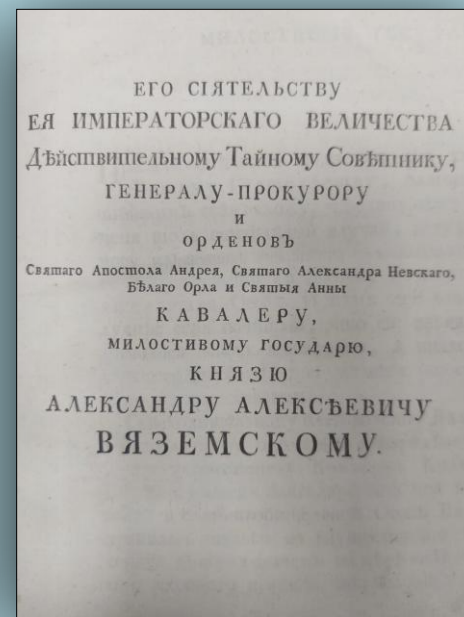 ЕГО СІЯТЕЛЬСТВУ
ЕЯ ИМПЕРАТОРСКАГО ВЕЛИЧЕСТВА
Дѣйствительному Тайному Совѣтнику,
ГЕНЕРАЛУ-ПРОКУРОРУ
И
ОРДЕНОВЪ
Святаго Апостола Андрея, Святаго Александра Невскаго,
Бѣлаго Орла и Святыя Анны
КАВАЛЕРУ,
МИЛОСТИВОМУ ГОСУДАРЮ,
КНЯЗЮ
АЛЕКСАНДРУ АЛЕКСѢЕВИЧУ
ВЯЗЕМСКОМУ.